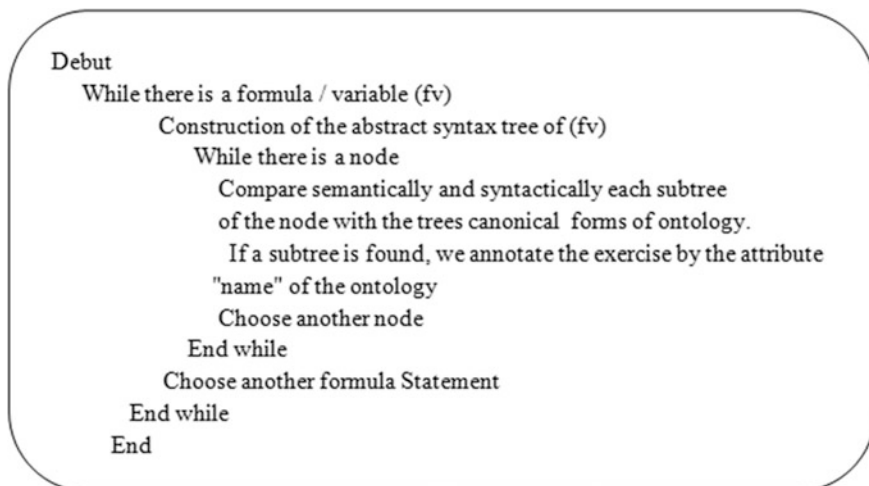 Debut
While there is a formula / variable (fv)
Construction of the abstract syntax tree of (fv)
While there is a node
Compare semantically and syntactically each subtree
of the node with the trees canonical forms of ontology.
If a subtree is found, we annotate the exercise by the attribute
"name" of the ontology
Choose another node
End while
Choose another formula Statement
End while
End